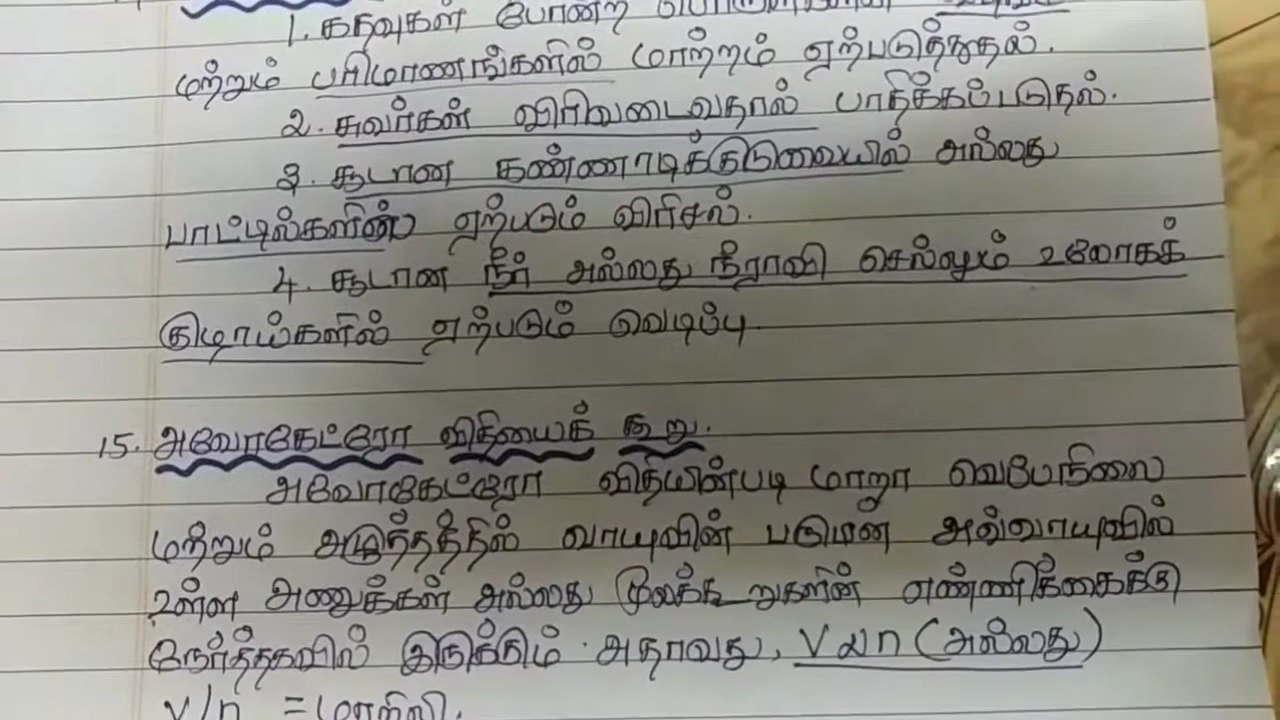 1. கதவுகள் போன்ற
மற்றும் பரிமாணங்களில் மாற்றம் ஏற்படுத்துதல்.
2. சுவர்கள் விரிவடைவதால் பாதிக்கப்படுதல்.
3. சூடான கண்ணாடிக்குடுவையில் அல்லது
பாட்டில்களில் ஏற்படும் விரிசல்.
4. சூடான நீர் அல்லது நீராவி செல்லும் உலோகக்
குழாய்களில் ஏற்படும் வெடிப்பு
15. அவோகேட்ரோ விதியைக் கூறு.
அவோகேட்ரோ விதியின்படி மாறா வெப்பநிலை
மற்றும் அழுத்தத்தில் வாயுவின் பருமன் அவ்வாயுவில்
உள்ள அணுக்கள் அல்லது மூலக்கூறுகளின் எண்ணிக்கைக்கு
நேர்த்தகவில் இருக்கும். அதாவது, V∝n (அல்லது)
V/n = மாறிலி.